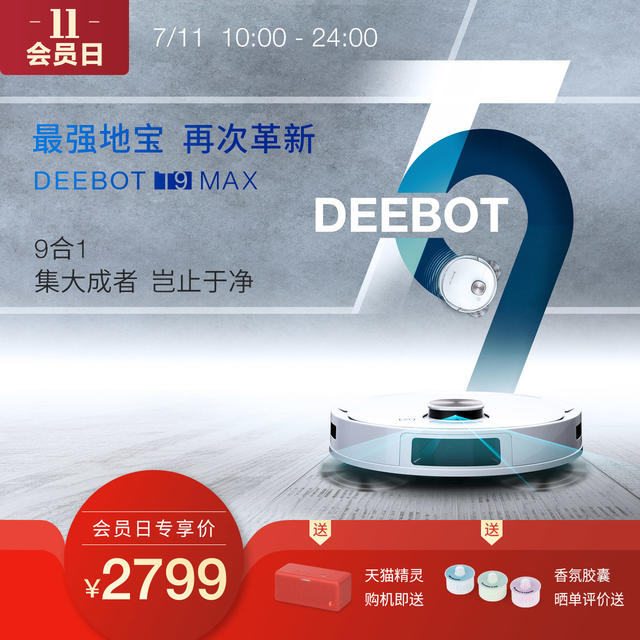 11
会员日
7/11 10:00 - 24:00
T9
最强地宝 再次革新
DEEBOT T9 MAX
DEEBOT
9合1
集大成者 岂止于净
会员日专享价
¥2799
送
天猫精灵
购机即送
送
香氛胶囊
晒单评价送